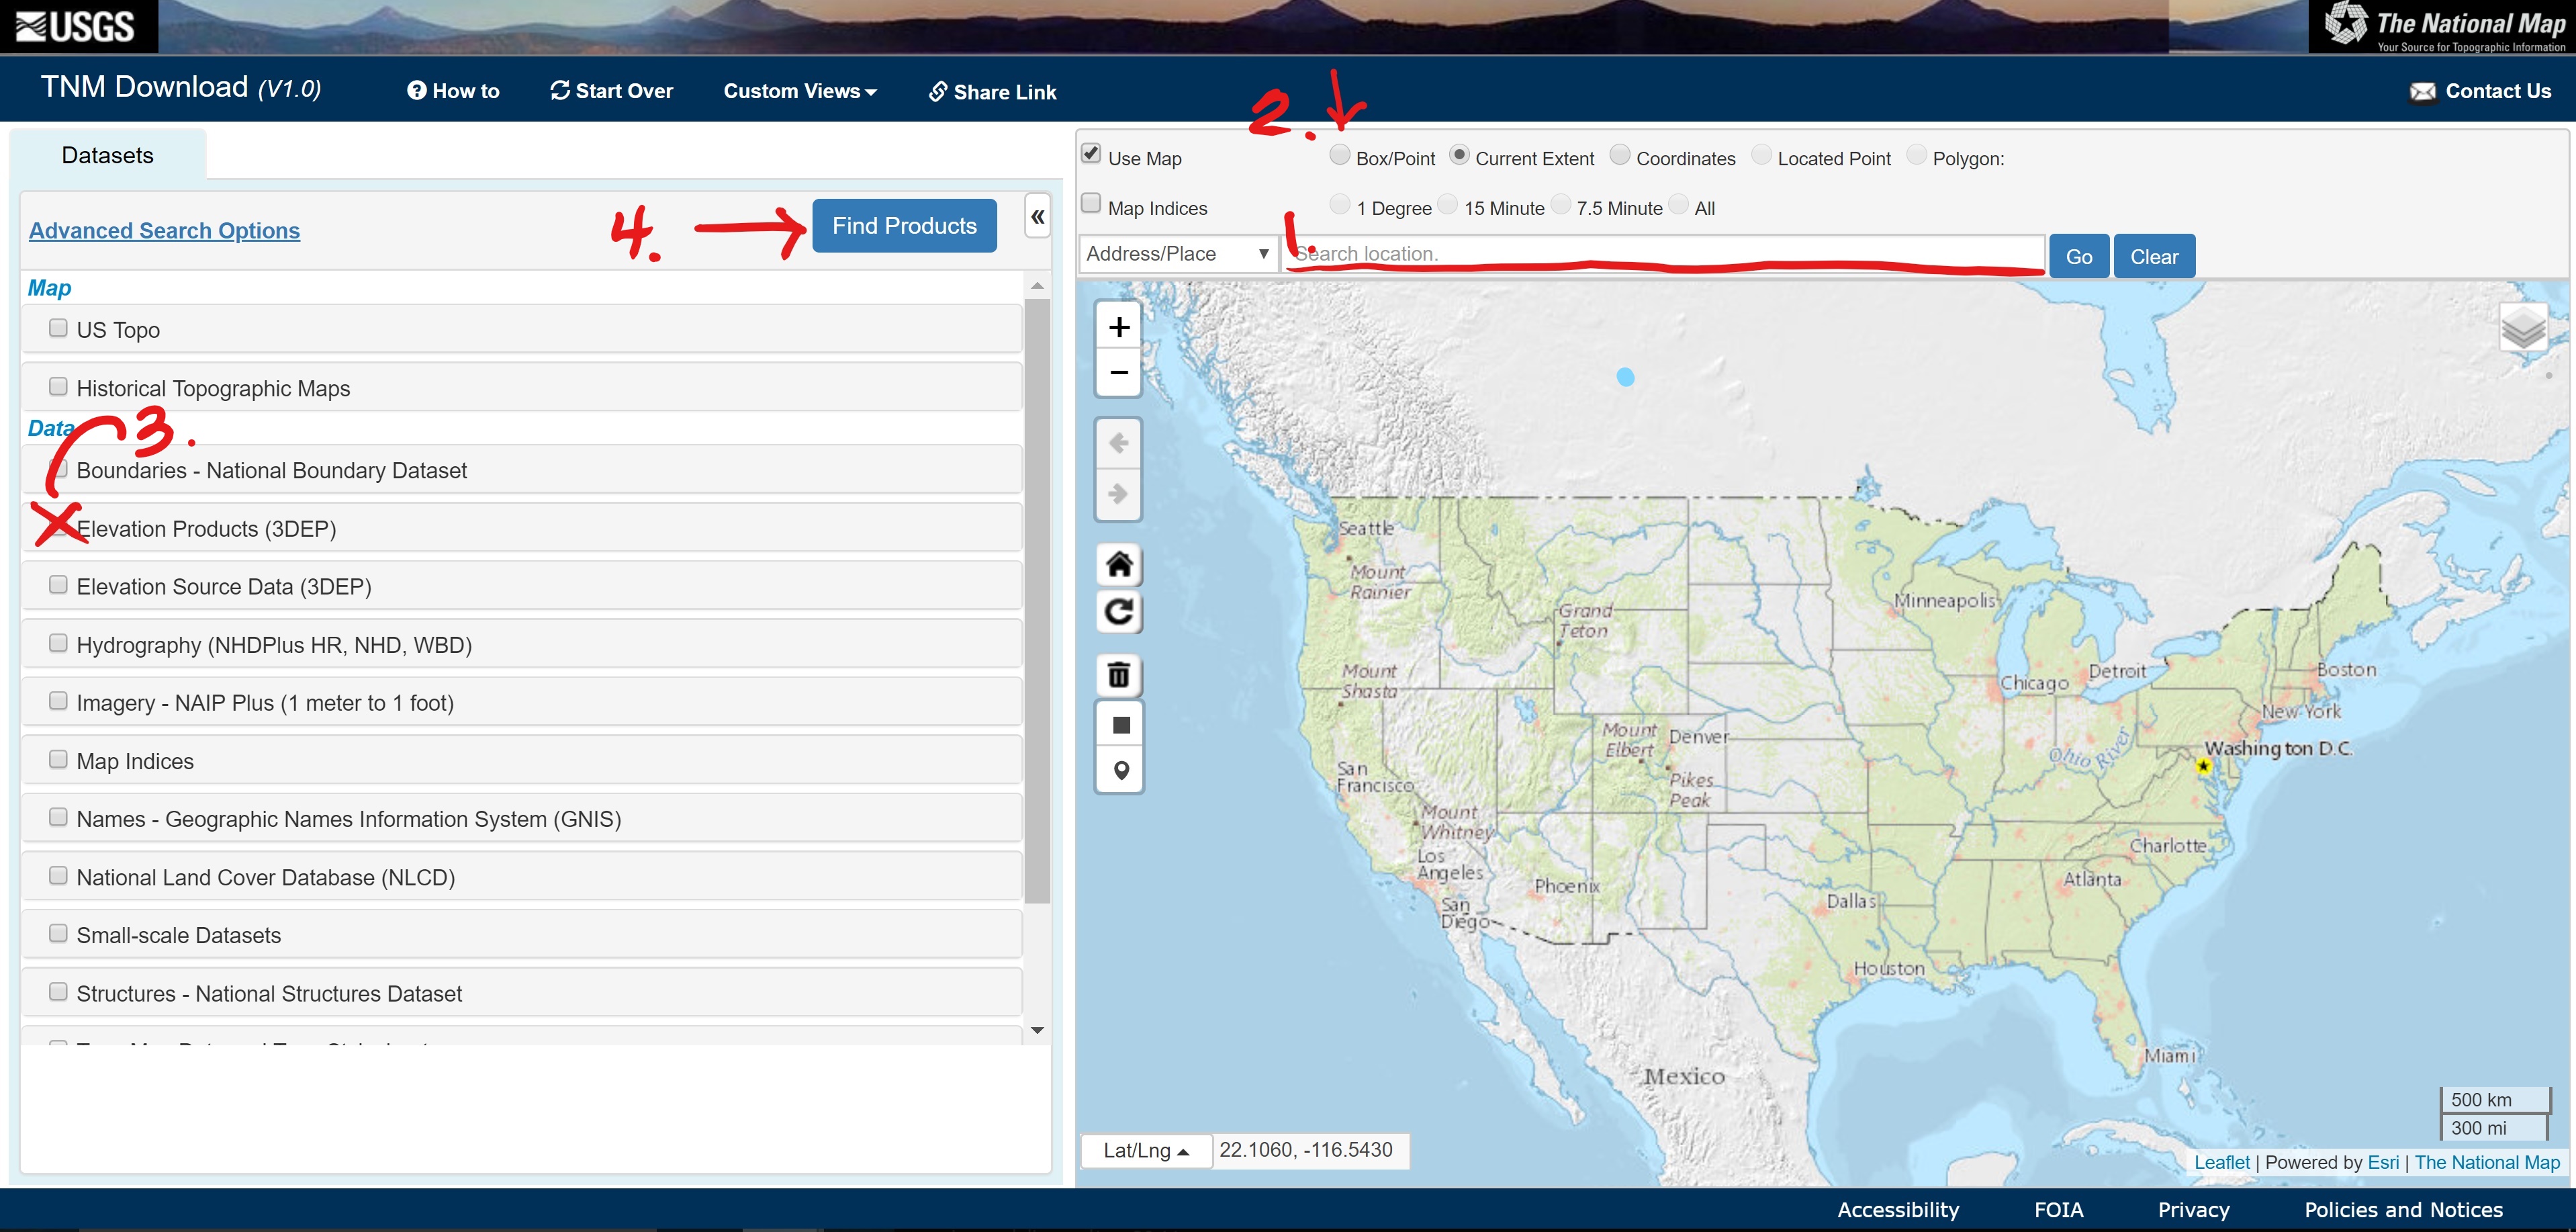 USGS
The National Map
Your Source for Topographic Information
TNM Download (V1.0)
How to
Start Over
Custom Views
Share Link
Contact Us
Datasets
Advanced Search Options
4.
Find Products
«
Map
US Topo
Historical Topographic Maps
Data
3.
Boundaries - National Boundary Dataset
Elevation Products (3DEP)
Elevation Source Data (3DEP)
Hydrography (NHDPlus HR, NHD, WBD)
Imagery - NAIP Plus (1 meter to 1 foot)
Map Indices
Names - Geographic Names Information System (GNIS)
National Land Cover Database (NLCD)
Small-scale Datasets
Structures - National Structures Dataset
2.
Use Map
Box/Point
Current Extent
Coordinates
Located Point
Polygon:
Map Indices
1 Degree
15 Minute
7.5 Minute
All
Address/Place
1.
Search location.
Go
Clear
+
−
Seattle
Mount
Rainier
Grand
Teton
Minneapolis
Mount
Shasta
Chicago
Detroit
Boston
New York
Mount
Elbert
Denver
Ohio River
Washington D.C.
San
Francisco
Pikes
Peak
Mount
Whitney
Charlotte
Los
Angeles
Phoenix
Atlanta
Dallas
San
Diego
Houston
Miami
Mexico
500 km
300 mi
Lat/Lng
22.1060, -116.5430
Leaflet | Powered by Esri | The National Map
Accessibility
FOIA
Privacy
Policies and Notices